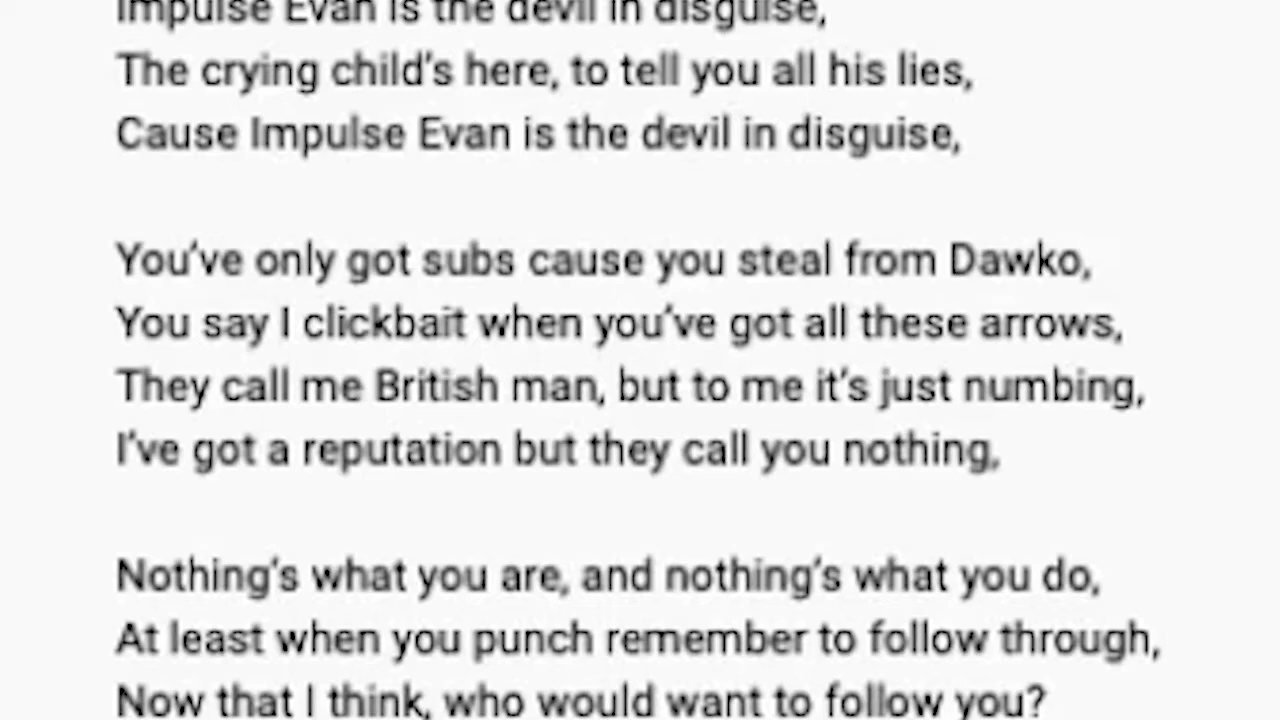 Impulse Evan is the devil in disguise,
The crying child's here, to tell you all his lies,
Cause Impulse Evan is the devil in disguise,
You've only got subs cause you steal from Dawko,
You say I clickbait when you've got all these arrows,
They call me British man, but to me it's just numbing,
I've got a reputation but they call you nothing,
Nothing's what you are, and nothing's what you do,
At least when you punch remember to follow through,
Now that I think, who would want to follow you?